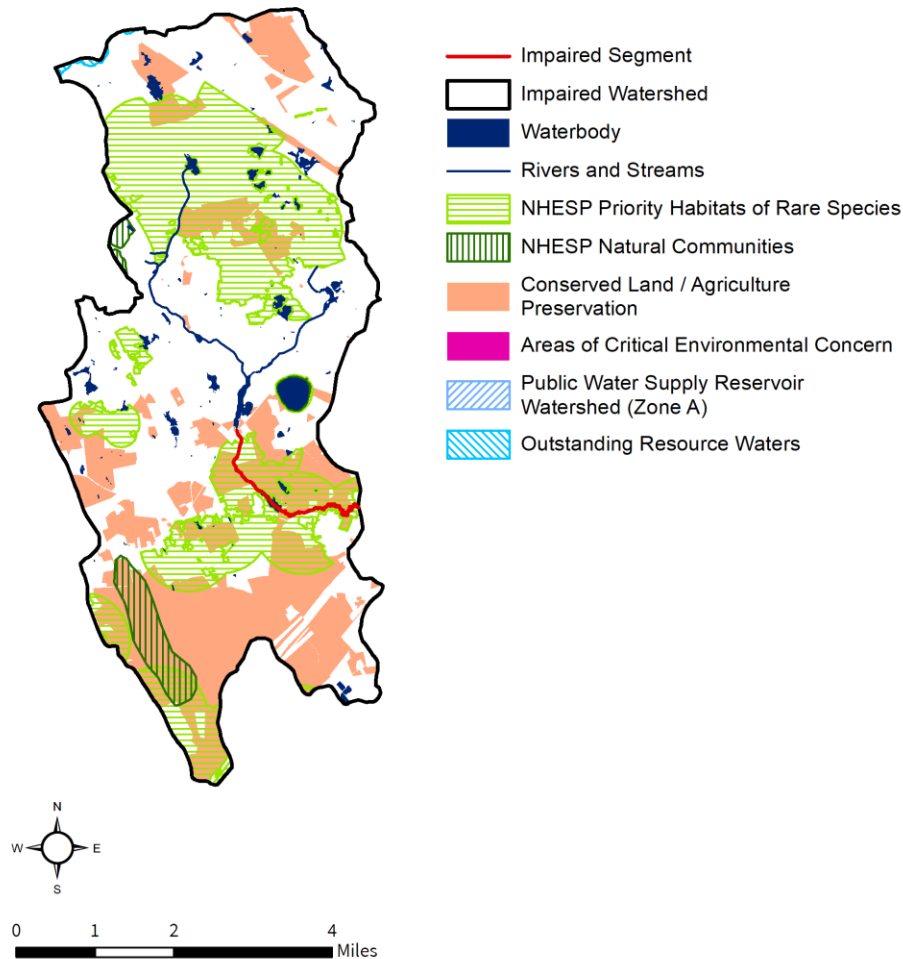 Impaired Segment
Impaired Watershed
Waterbody
Rivers and Streams
NHESP Priority Habitats of Rare Species
NHESP Natural Communities
Conserved Land / Agriculture
Preservation
Areas of Critical Environmental Concern
Public Water Supply Reservoir
Watershed (Zone A)
Outstanding Resource Waters
N
W E
S
0 1 2 4
Miles